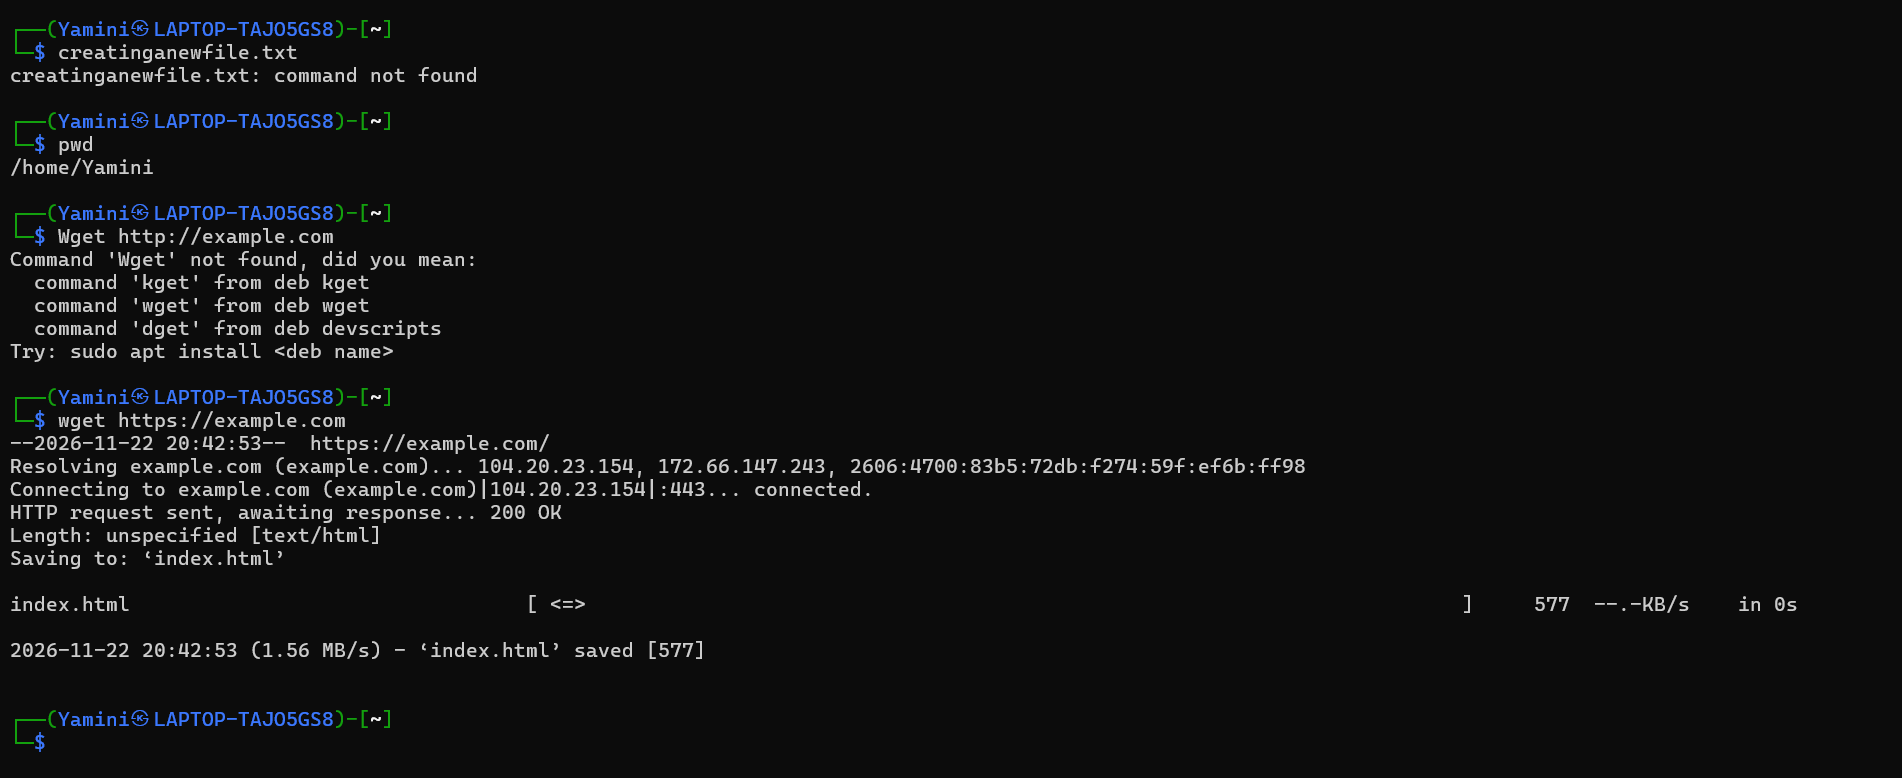 ┌──(Yamini㉿LAPTOP-TAJO5GS8)-[~]
└─$ creatinganewfile.txt
creatinganewfile.txt: command not found
┌──(Yamini㉿LAPTOP-TAJO5GS8)-[~]
└─$ pwd
/home/Yamini
┌──(Yamini㉿LAPTOP-TAJO5GS8)-[~]
└─$ Wget http://example.com
Command 'Wget' not found, did you mean:
  command 'kget' from deb kget
  command 'wget' from deb wget
  command 'dget' from deb devscripts
Try: sudo apt install <deb name>
┌──(Yamini㉿LAPTOP-TAJO5GS8)-[~]
└─$ wget https://example.com
--2026-11-22 20:42:53--  https://example.com/
Resolving example.com (example.com)... 104.20.23.154, 172.66.147.243, 2606:4700:83b5:72db:f274:59f:ef6b:ff98
Connecting to example.com (example.com)|104.20.23.154|:443... connected.
HTTP request sent, awaiting response... 200 OK
Length: unspecified [text/html]
Saving to: ‘index.html’
index.html                                 [ <=>                                                                         ]     577  --.-KB/s    in 0s
2026-11-22 20:42:53 (1.56 MB/s) - ‘index.html’ saved [577]
┌──(Yamini㉿LAPTOP-TAJO5GS8)-[~]
└─$